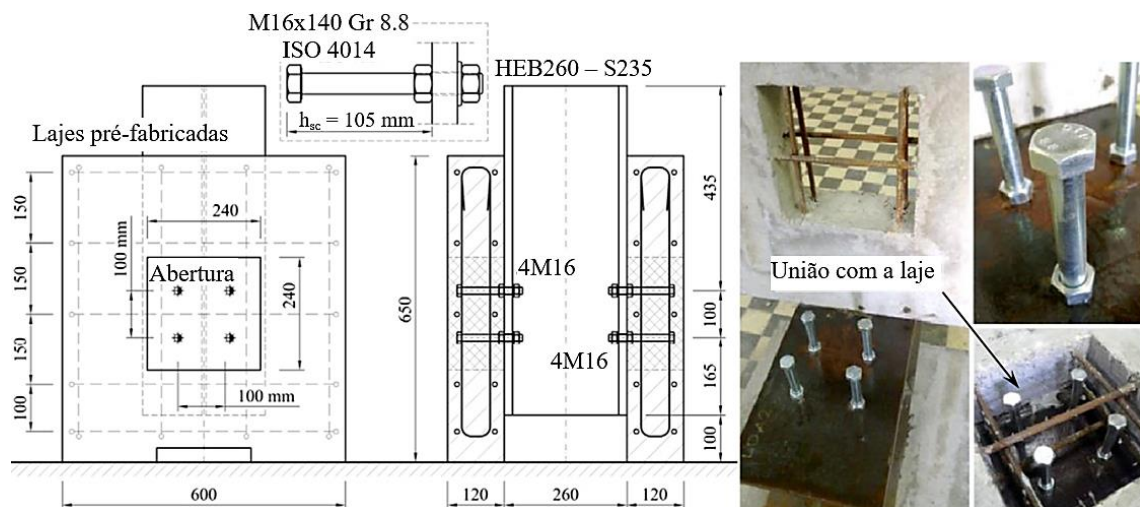 M16x140 Gr 8.8
ISO 4014
h_sc = 105 mm
HEB260 – S235
Lajes pré-fabricadas
150
150
150
100
240
100 mm
Abertura
240
100 mm
600
650
4M16
4M16
435
100
165
100
120
260
120
União com a laje